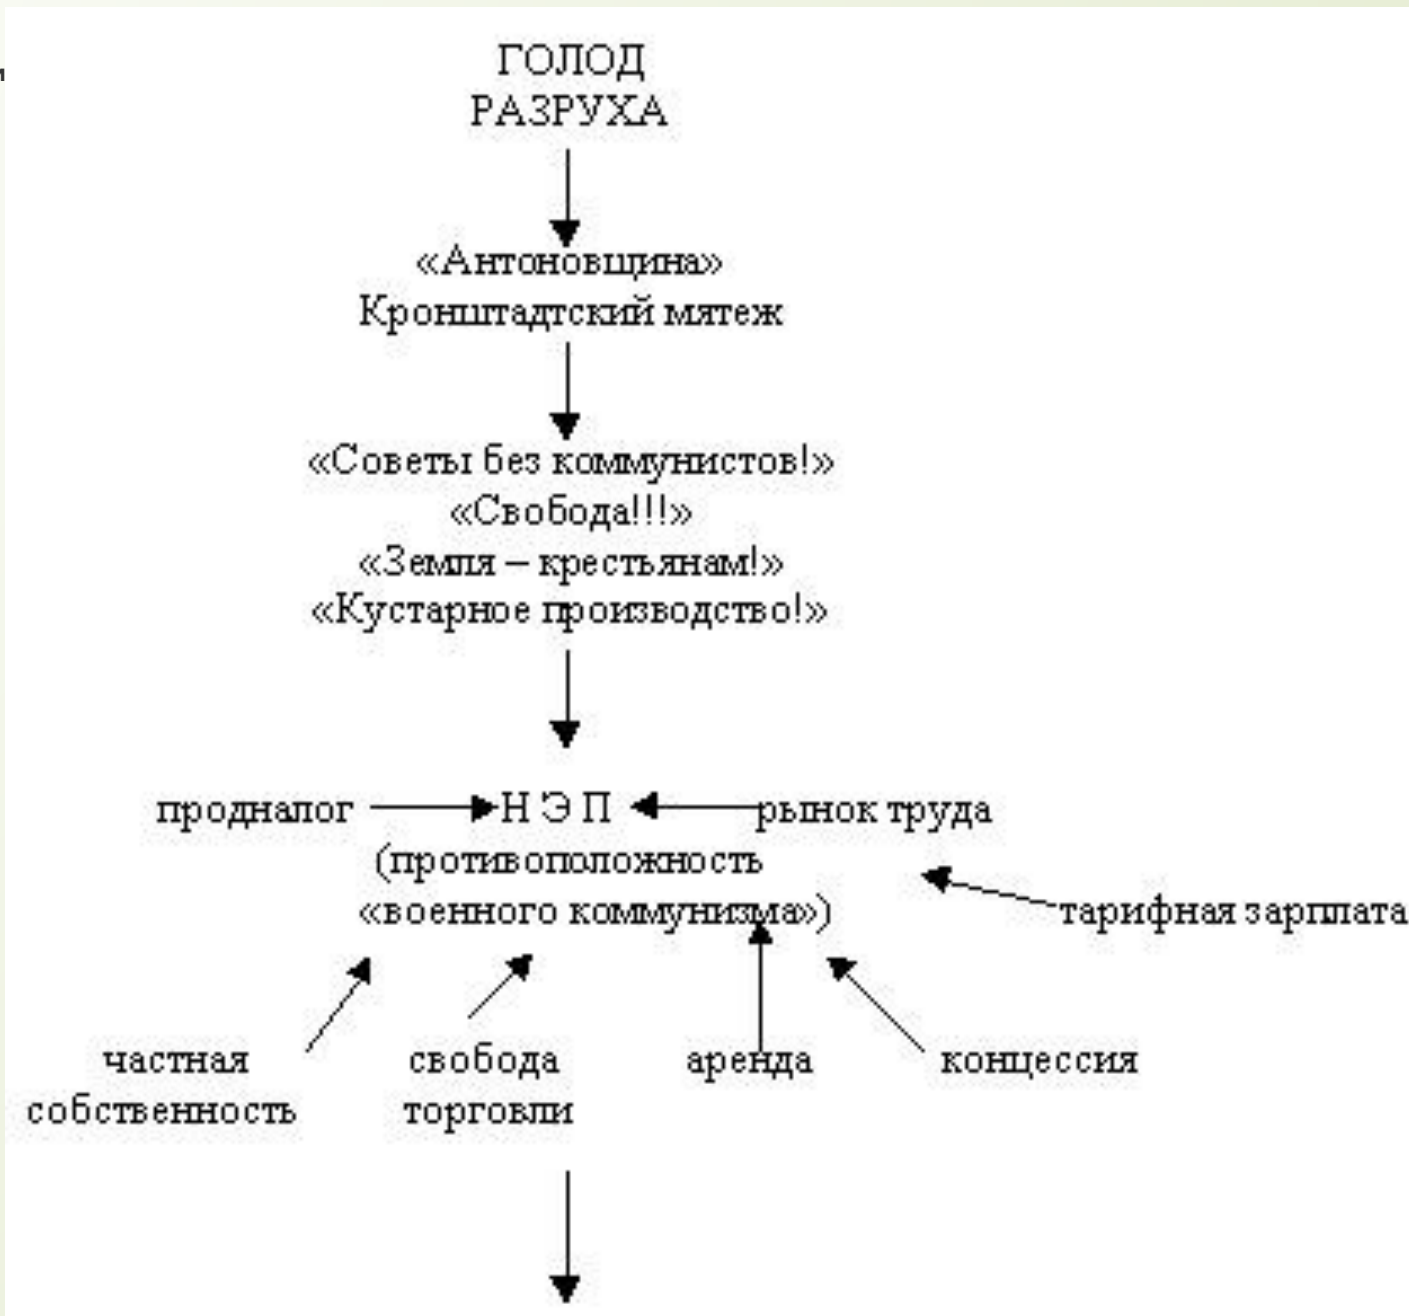 ГОЛОД
РАЗРУХА
«Антоновщина»
Кронштадтский мятеж
«Советы без коммунистов!»
«Свобода!!!»
«Земля – крестьянам!»
«Кустарное производство!»
продналог
Н Э П
рынок труда
(противоположность
«военного коммунизма»)
тарифная зарплата
частная
собственность
свобода
торговли
аренда
концессия